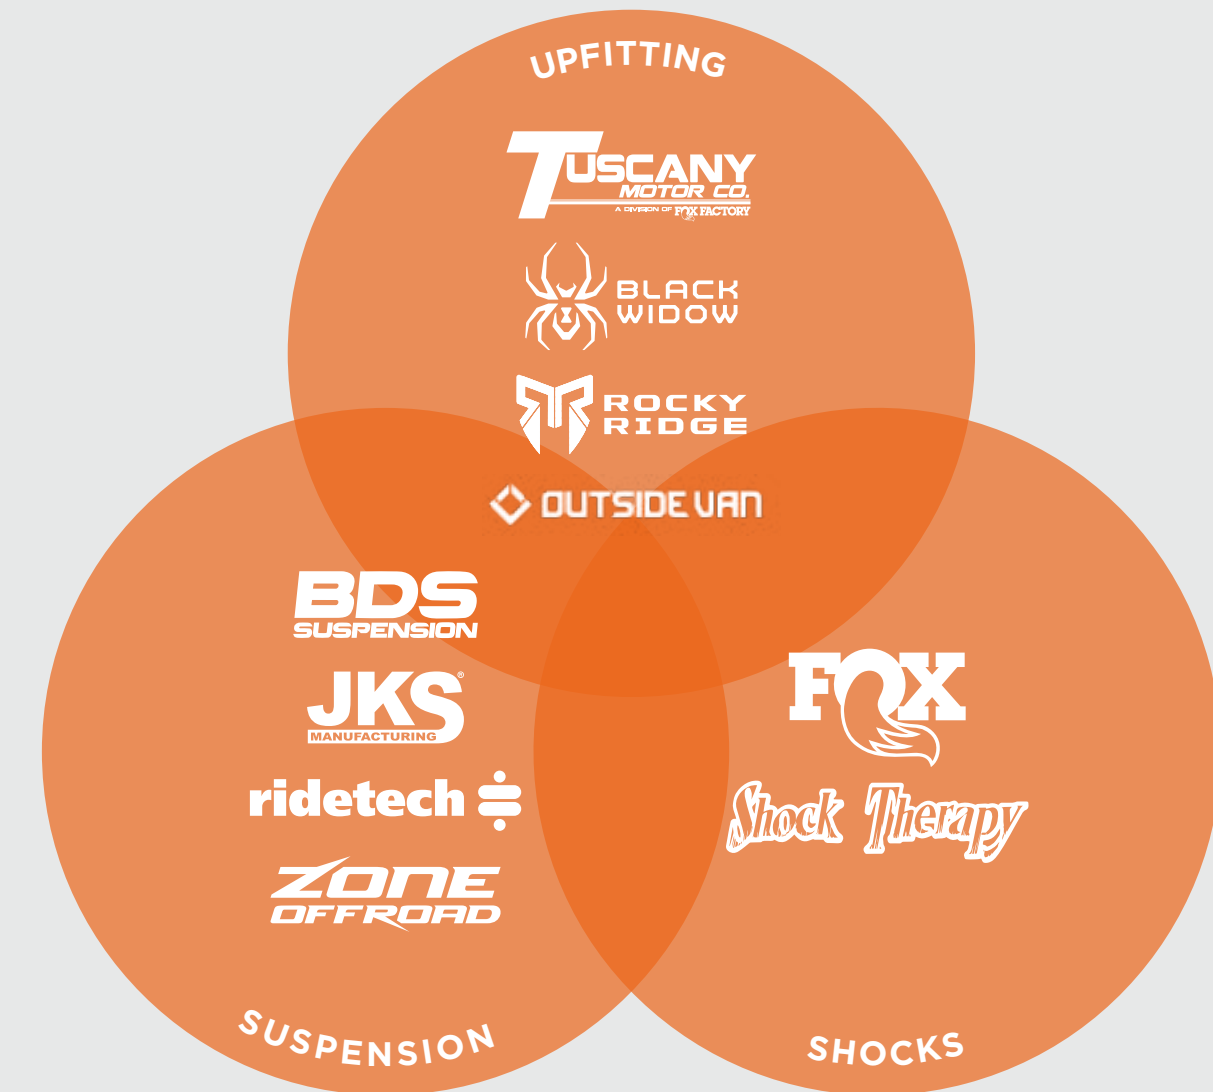 UPFITTING
TUSCANY
MOTOR CO.
A DIVISION OF FOX FACTORY
BLACK
WIDOW
ROCKY
RIDGE
OUTSIDE VAN
BDS
SUSPENSION
JKS®
MANUFACTURING
ridetech
ZONE
OFFROAD
FOX
Shock Therapy
SUSPENSION
SHOCKS